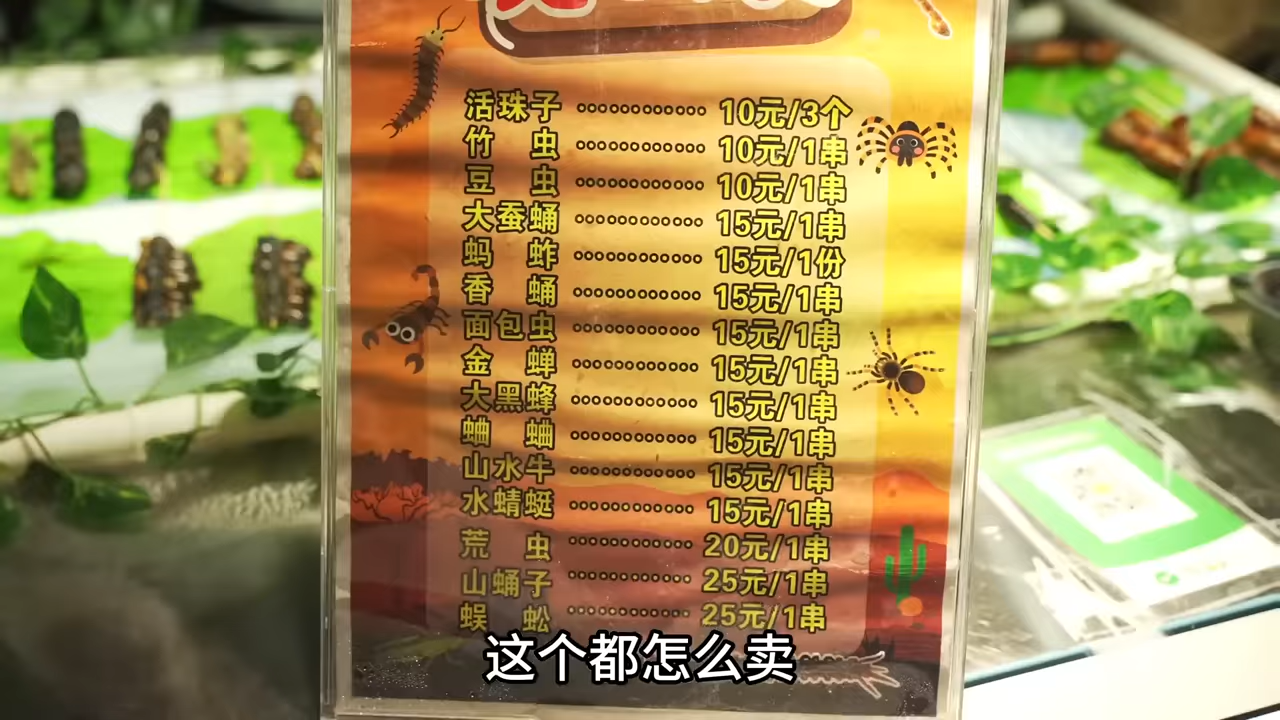 活珠子 10元/3个
竹虫 10元/1串
豆虫 10元/1串
大蚕蛹 15元/1串
蚂蚱 15元/1份
香蛹 15元/1串
面包虫 15元/1串
金蝉 15元/1串
大黑蜂 15元/1串
蛐蛐 15元/1串
山水牛 15元/1串
水蜻蜓 15元/1串
荒虫 20元/1串
山蛹子 25元/1串
蜈蚣 25元/1串
这个都怎么卖